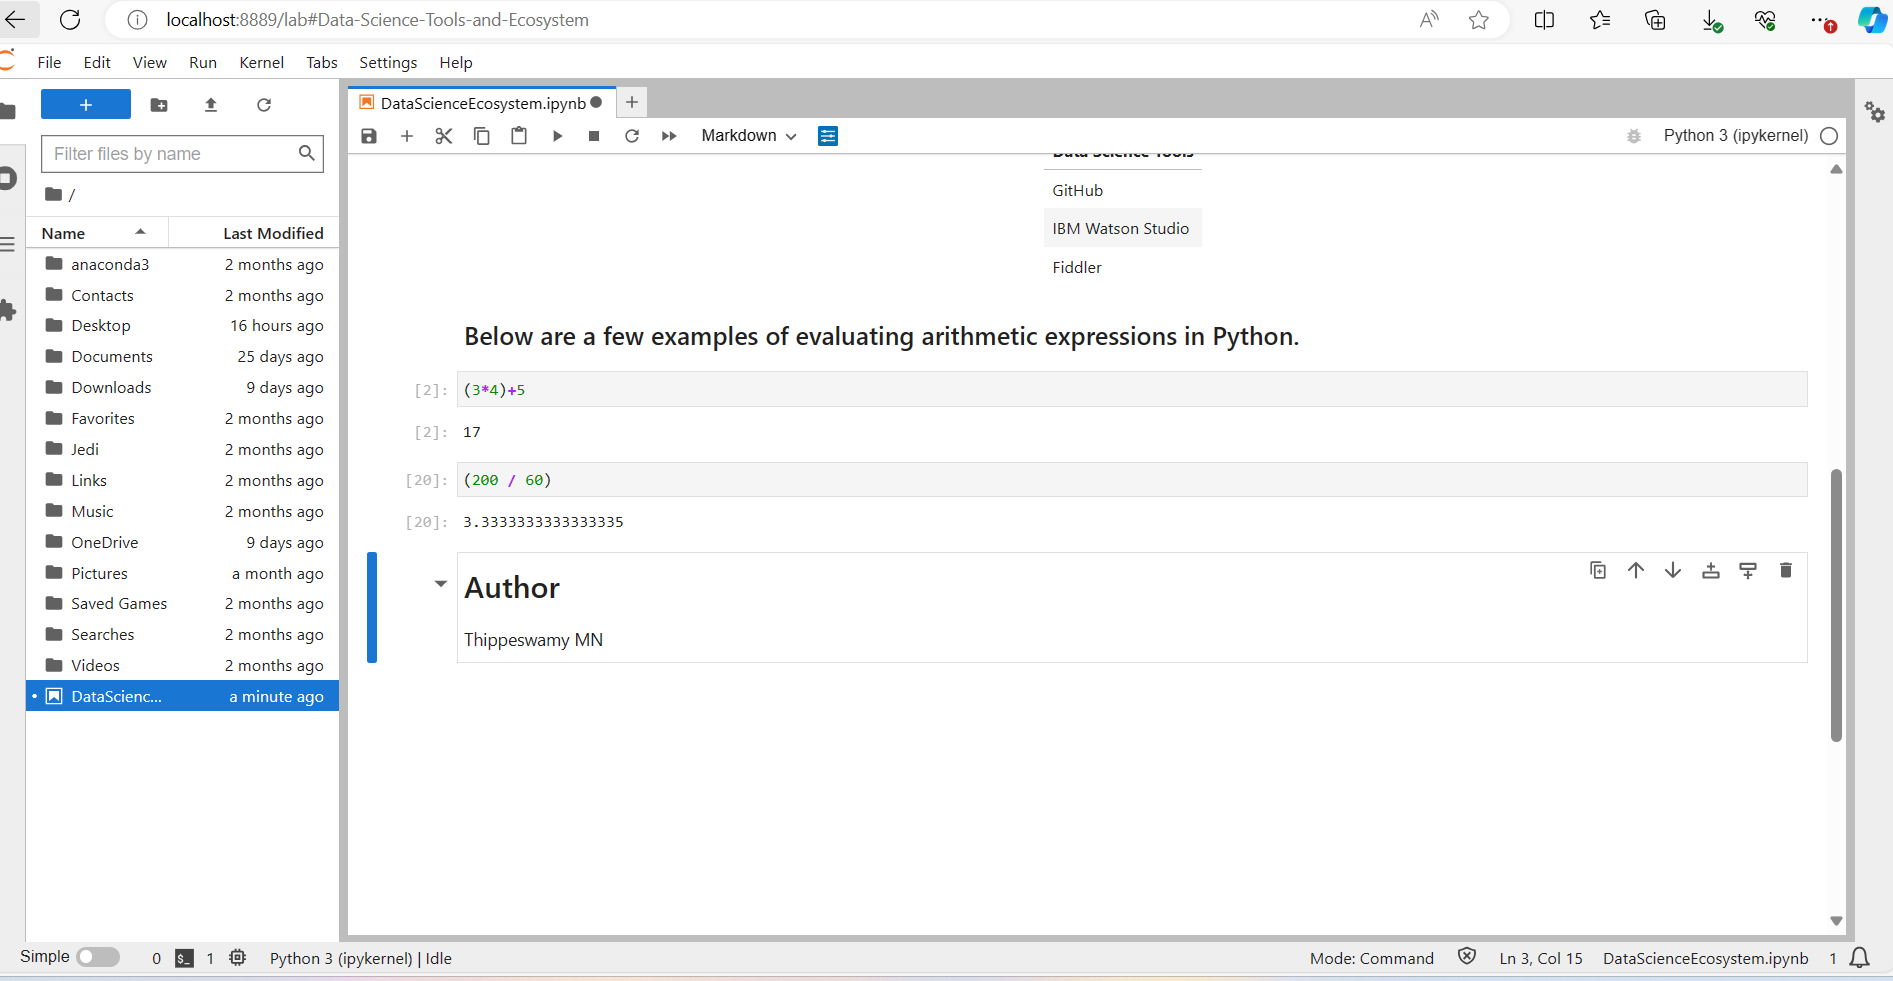 localhost:8889/lab#Data-Science-Tools-and-Ecosystem
File Edit View Run Kernel Tabs Settings Help
DataScienceEcosystem.ipynb
Markdown
Python 3 (ipykernel)
Filter files by name
/
Name Last Modified
anaconda3 2 months ago
Contacts 2 months ago
Desktop 16 hours ago
Documents 25 days ago
Downloads 9 days ago
Favorites 2 months ago
Jedi 2 months ago
Links 2 months ago
Music 2 months ago
OneDrive 9 days ago
Pictures a month ago
Saved Games 2 months ago
Searches 2 months ago
Videos 2 months ago
DataScienc... a minute ago
Data Science Tools
GitHub
IBM Watson Studio
Fiddler
Below are a few examples of evaluating arithmetic expressions in Python.
[2]: (3*4)+5
[2]: 17
[20]: (200 / 60)
[20]: 3.3333333333333335
Author
Thippeswamy MN
Simple 0 $_ 1 Python 3 (ipykernel) | Idle Mode: Command Ln 3, Col 15 DataScienceEcosystem.ipynb 1